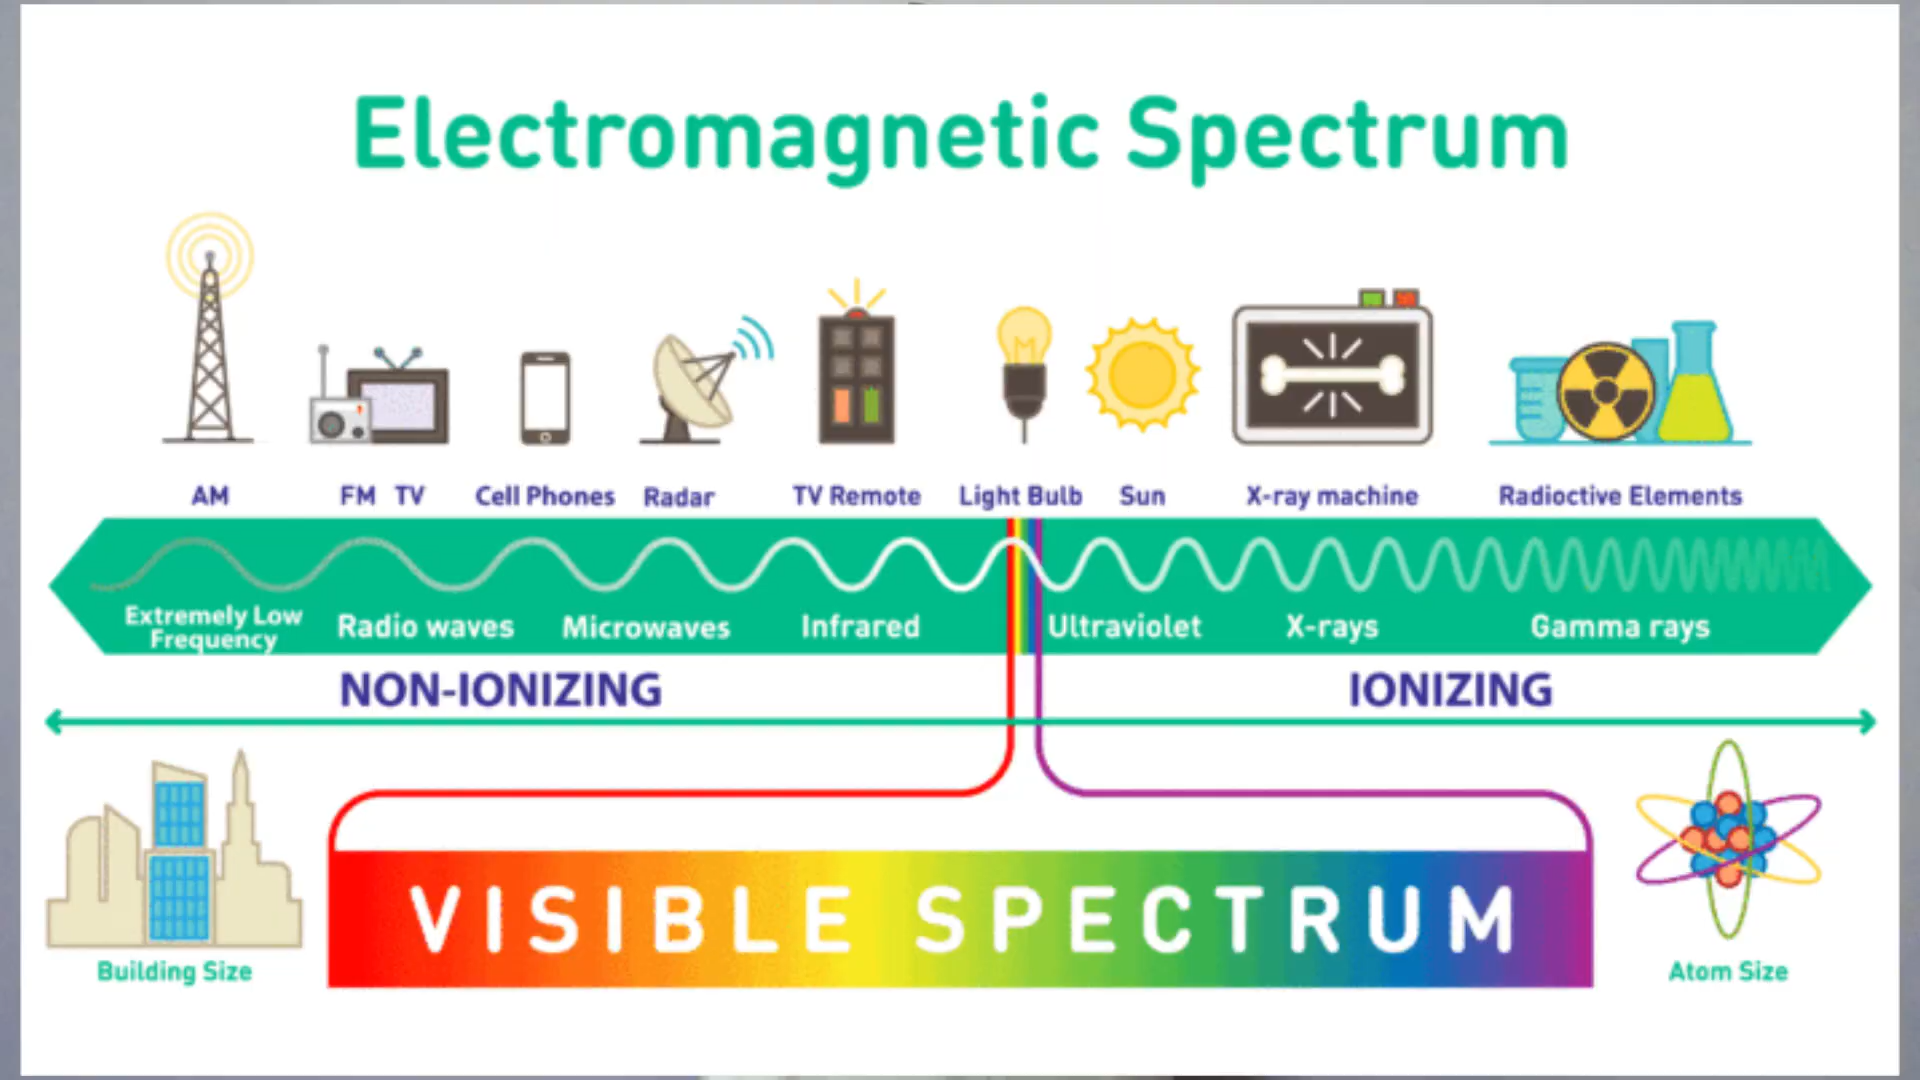 Electromagnetic Spectrum
AM FM TV Cell Phones Radar TV Remote Light Bulb Sun X-ray machine Radioctive Elements
Extremely Low
Frequency
Radio waves Microwaves Infrared Ultraviolet X-rays Gamma rays
NON-IONIZING IONIZING
VISIBLE SPECTRUM
Building Size Atom Size